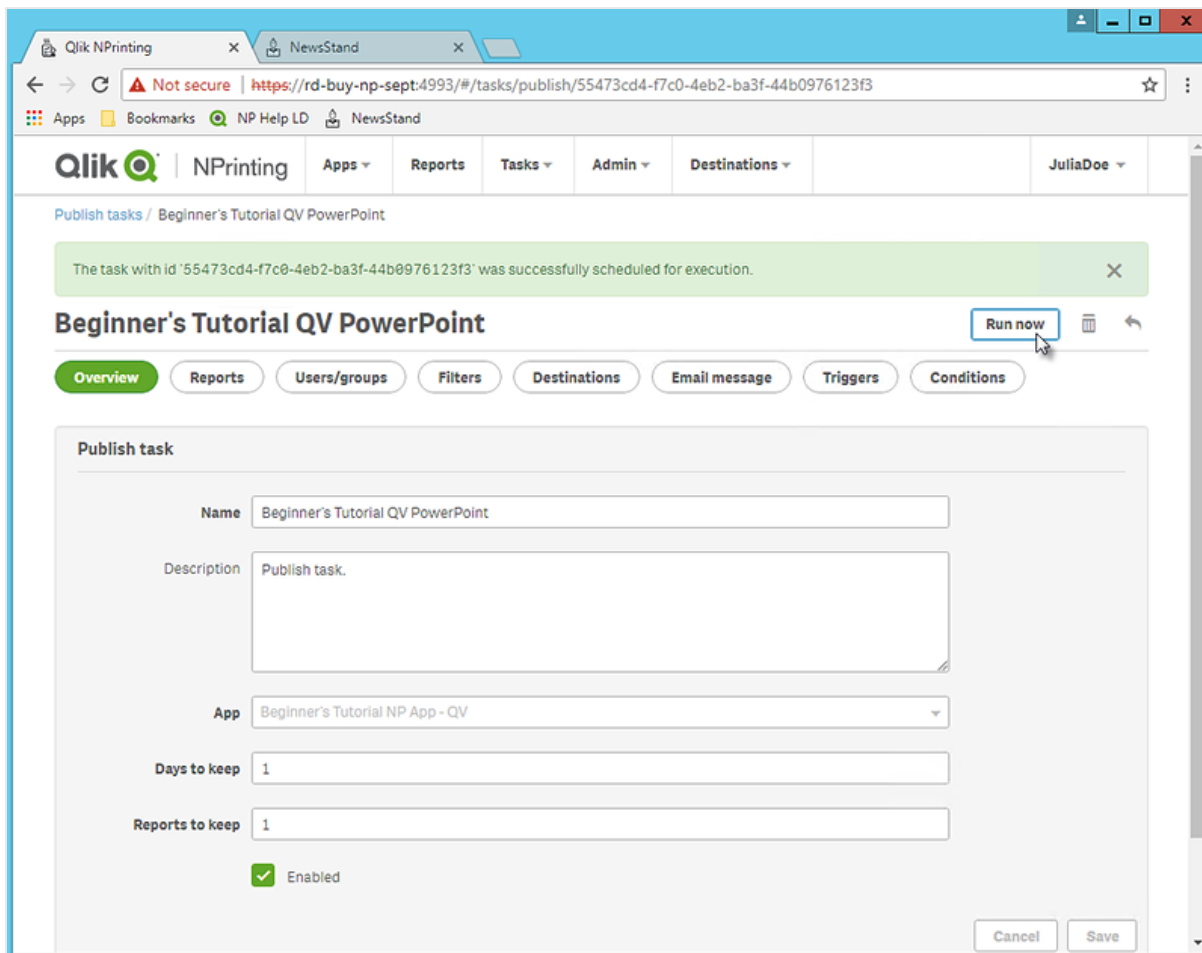 Qlik NPrinting
NewsStand
Not secure | https://rd-buy-np-sept:4993/#/tasks/publish/55473cd4-f7c0-4eb2-ba3f-44b0976123f3
Apps Bookmarks NP Help LD NewsStand
Qlik NPrinting Apps Reports Tasks Admin Destinations JuliaDoe
Publish tasks / Beginner's Tutorial QV PowerPoint
The task with id '55473cd4-f7c0-4eb2-ba3f-44b0976123f3' was successfully scheduled for execution.
Beginner's Tutorial QV PowerPoint Run now
Overview Reports Users/groups Filters Destinations Email message Triggers Conditions
Publish task
Name Beginner's Tutorial QV PowerPoint
Description Publish task.
App Beginner's Tutorial NP App - QV
Days to keep 1
Reports to keep 1
Enabled
Cancel Save